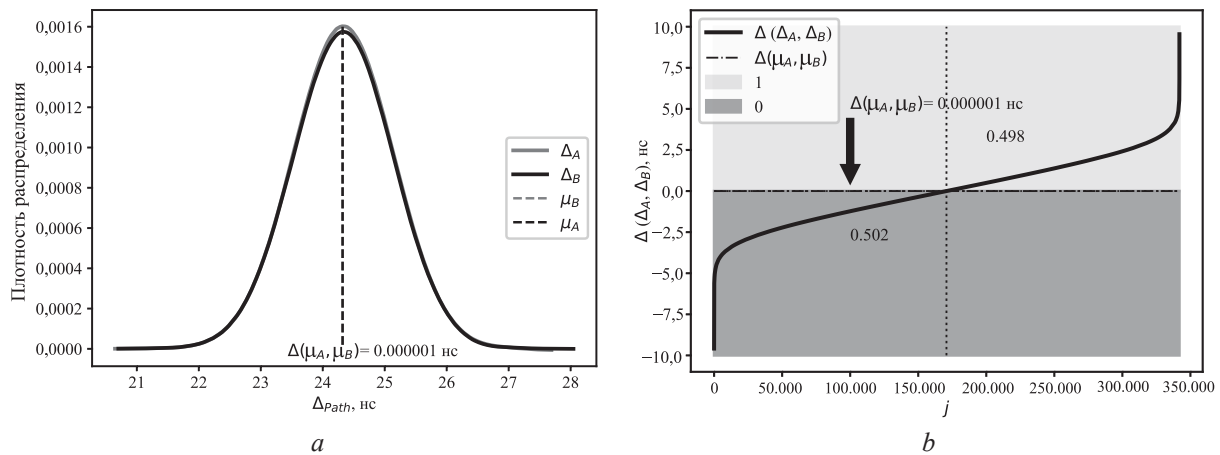 0,0016
0,0014
0,0012
0,0010
0,0008
0,0006
0,0004
0,0002
0,0000
Плотность распределения
Δ_A
Δ_B
μ_B
μ_A
Δ(μ_A, μ_B)= 0.000001 нс
21 22 23 24 25 26 27 28
Δ_Path, нс
a
10,0
7,5
5,0
2,5
0,0
−2,5
−5,0
−7,5
−10,0
Δ (Δ_A, Δ_B), нс
Δ (Δ_A, Δ_B)
Δ(μ_A, μ_B)
1
0
Δ(μ_A, μ_B)= 0.000001 нс
0.498
0.502
0 50.000 100.000 150.000 200.000 250.000 300.000 350.000
j
b